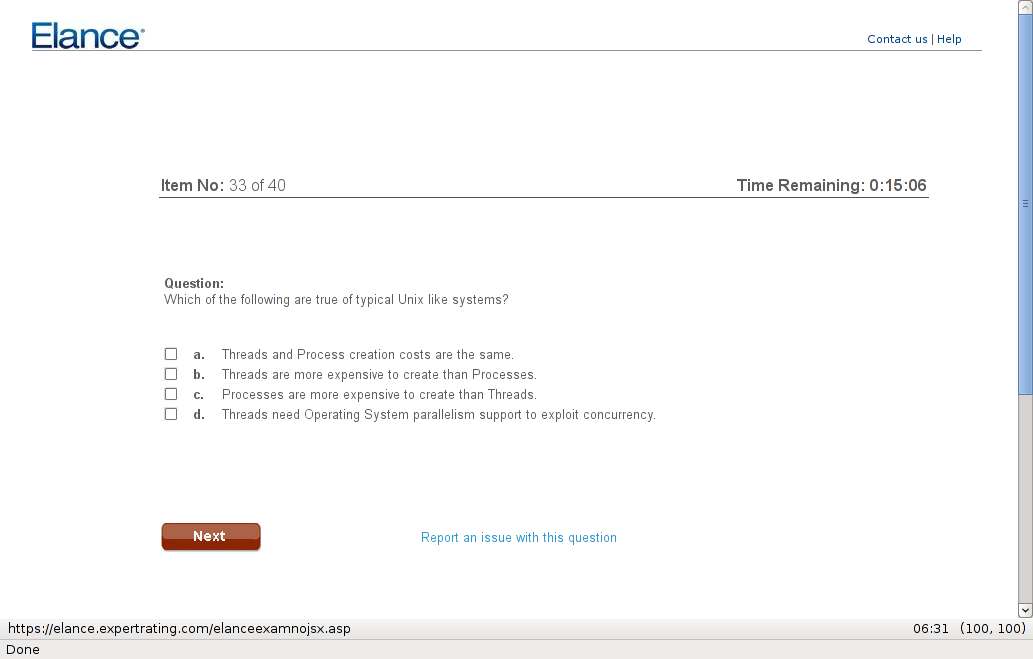 Elance
Contact us | Help
Item No: 33 of 40
Time Remaining: 0:15:06
Question:
Which of the following are true of typical Unix like systems?
a. Threads and Process creation costs are the same.
b. Threads are more expensive to create than Processes.
c. Processes are more expensive to create than Threads.
d. Threads need Operating System parallelism support to exploit concurrency.
Next
Report an issue with this question
https://elance.expertrating.com/elanceexamnojsx.asp
06:31 (100, 100)
Done